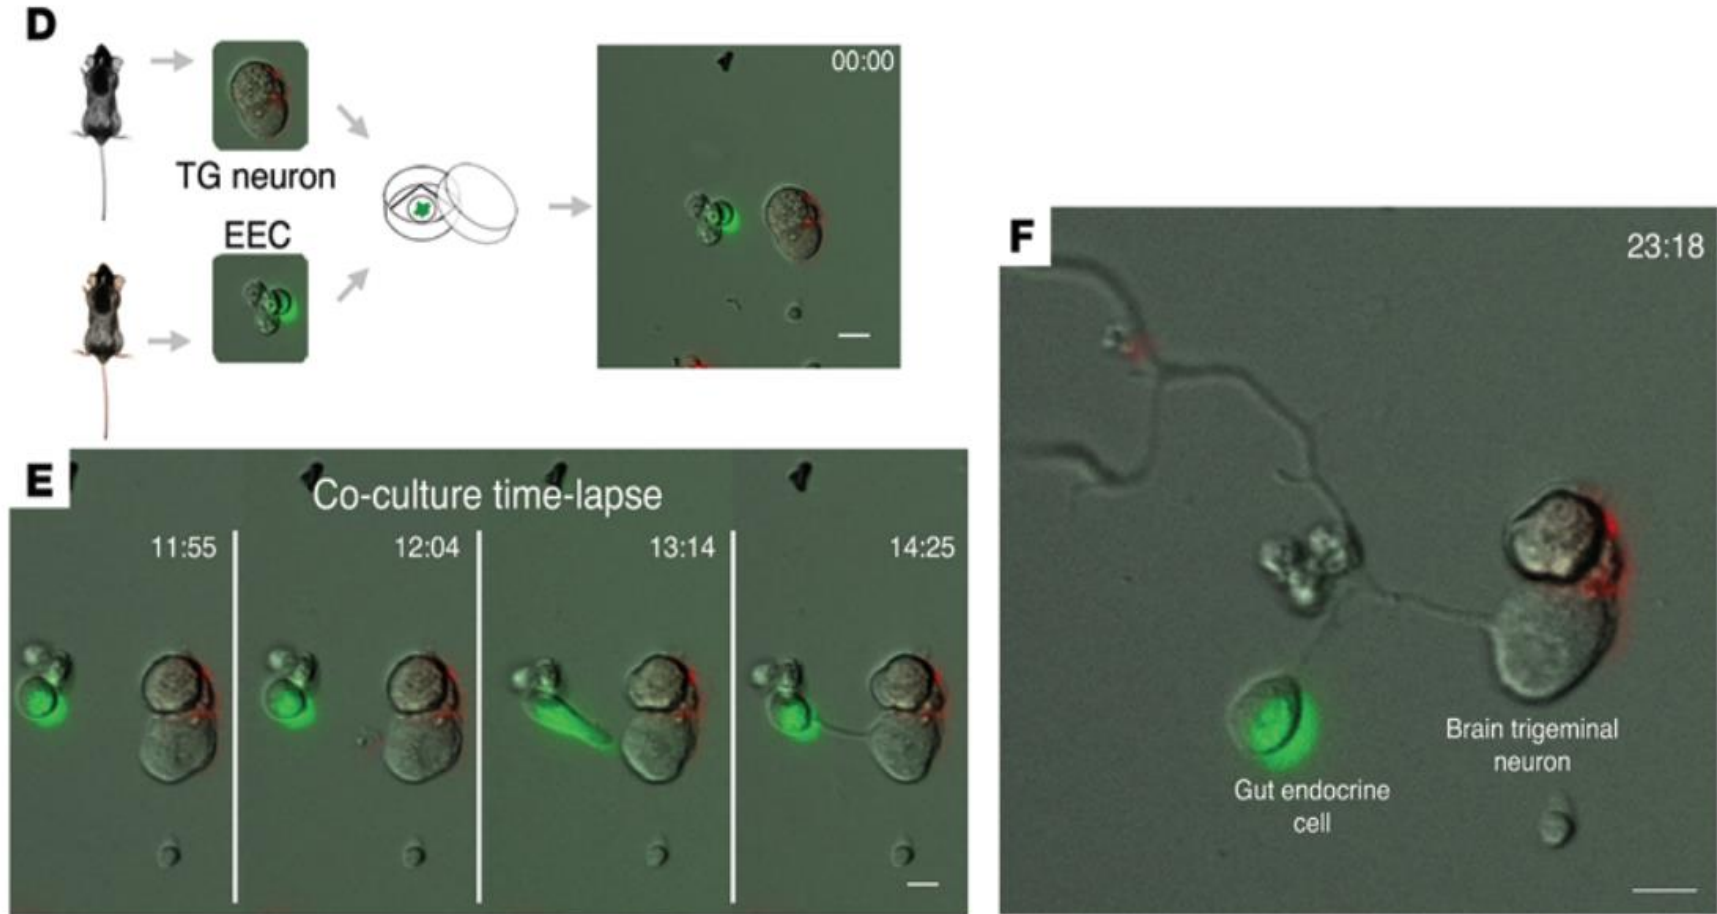 D
00:00
TG neuron
EEC
E
Co-culture time-lapse
11:55
12:04
13:14
14:25
F
23:18
Brain trigeminal
neuron
Gut endocrine
cell